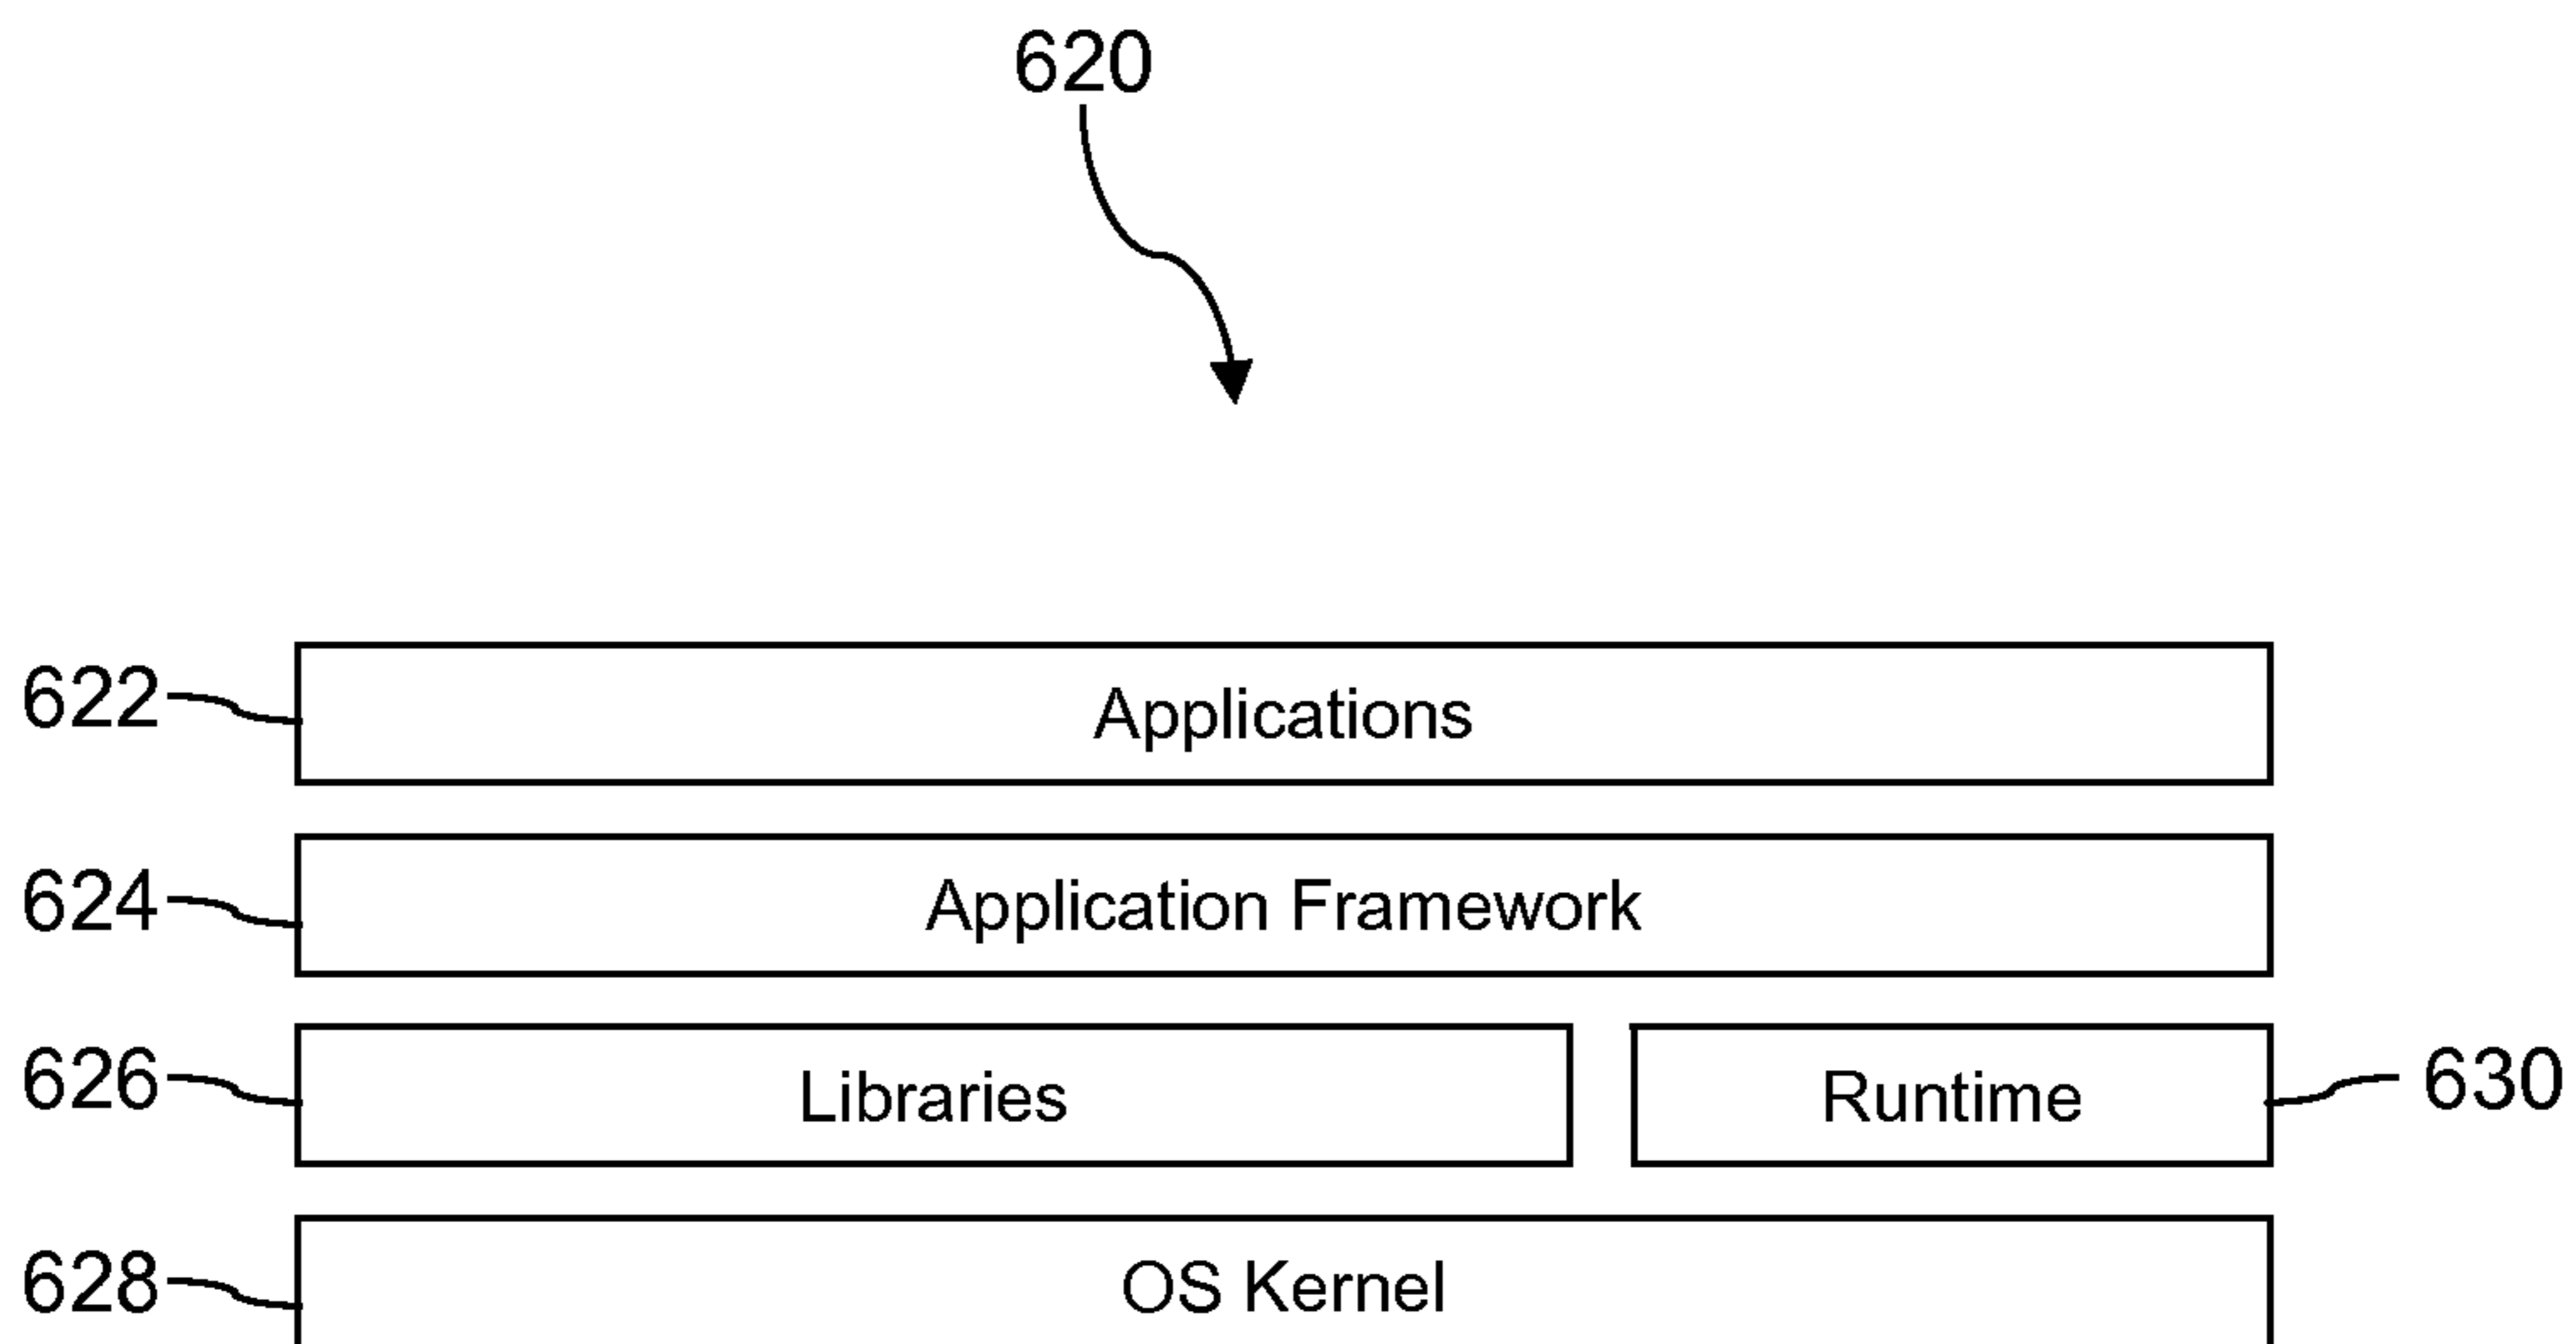 620
622 Applications
624 Application Framework
626 Libraries Runtime 630
628 OS Kernel